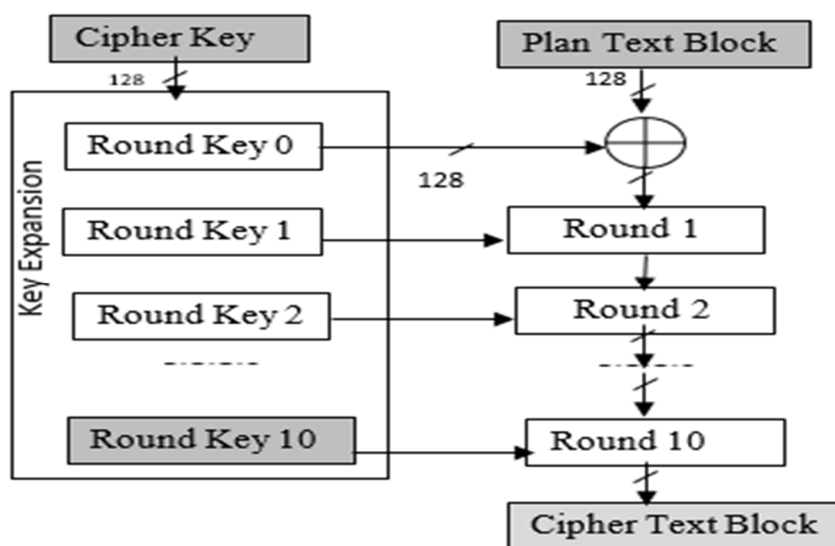 Cipher Key
128
Key Expansion
Round Key 0
Round Key 1
Round Key 2
Round Key 10
Plan Text Block
128
128
Round 1
Round 2
Round 10
Cipher Text Block